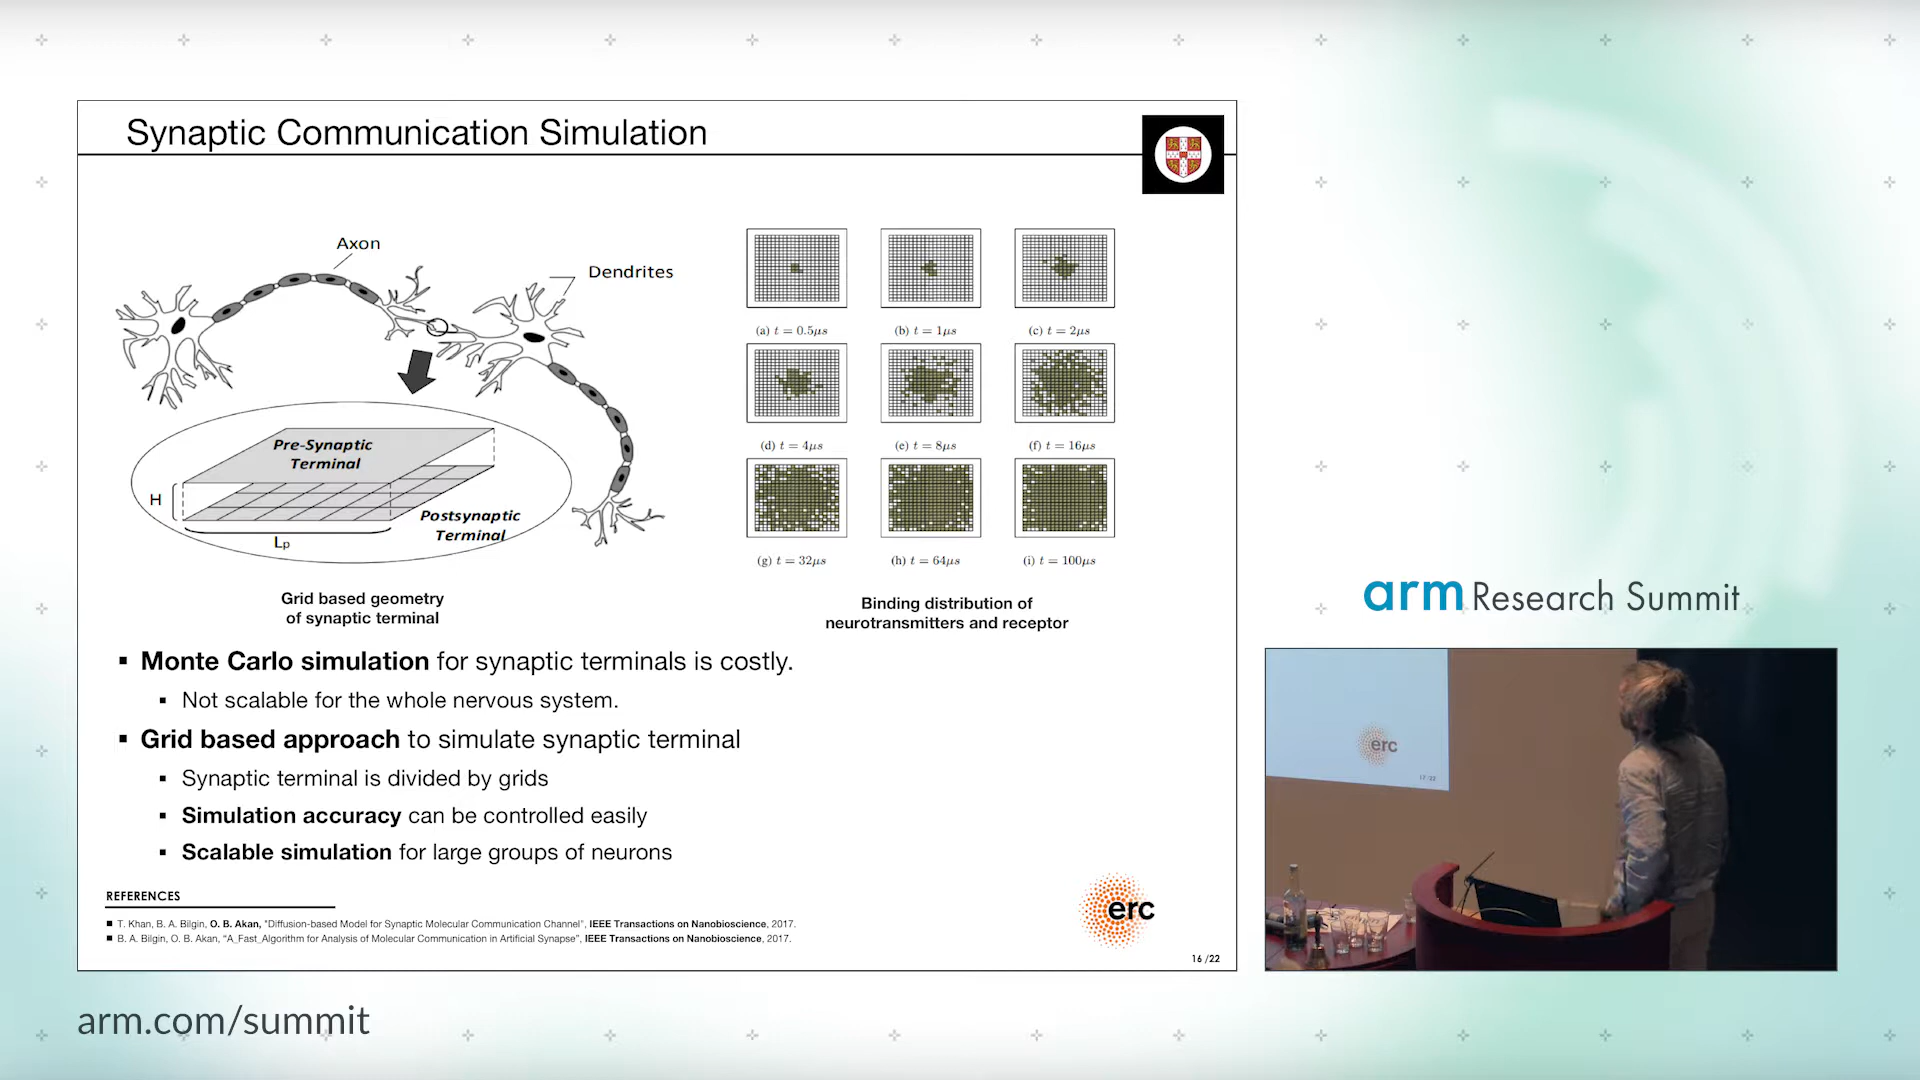 Synaptic Communication Simulation
Axon
Dendrites
Pre-Synaptic
Terminal
H
Postsynaptic
Terminal
Lp
Grid based geometry
of synaptic terminal
(a) t = 0.5μs
(b) t = 1μs
(c) t = 2μs
(d) t = 4μs
(e) t = 8μs
(f) t = 16μs
(g) t = 32μs
(h) t = 64μs
(i) t = 100μs
Binding distribution of
neurotransmitters and receptor
▪ Monte Carlo simulation for synaptic terminals is costly.
▪ Not scalable for the whole nervous system.
▪ Grid based approach to simulate synaptic terminal
▪ Synaptic terminal is divided by grids
▪ Simulation accuracy can be controlled easily
▪ Scalable simulation for large groups of neurons
REFERENCES
■ T. Khan, B. A. Bilgin, O. B. Akan, "Diffusion-based Model for Synaptic Molecular Communication Channel", IEEE Transactions on Nanobioscience, 2017.
■ B. A. Bilgin, O. B. Akan, "A_Fast_Algorithm for Analysis of Molecular Communication in Artificial Synapse", IEEE Transactions on Nanobioscience, 2017.
erc
16 /22
arm Research Summit
erc
17 /22
arm.com/summit